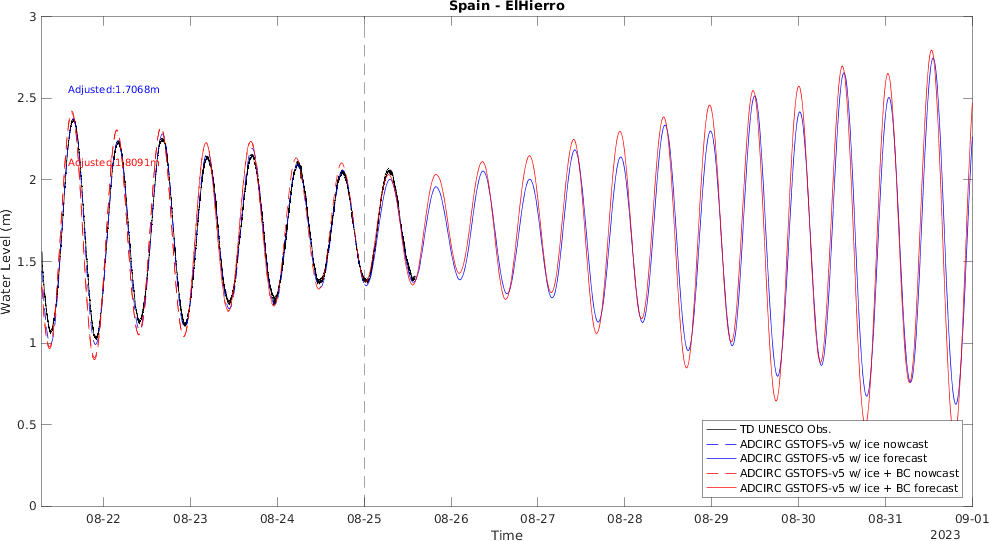 Spain - ElHierro
3
2.5
2
1.5
1
0.5
0
Water Level (m)
Adjusted:1.7068m
Adjusted:1.8091m
08-22
08-23
08-24
08-25
08-26
08-27
08-28
08-29
08-30
08-31
09-01
Time
2023
TD UNESCO Obs.
ADCIRC GSTOFS-v5 w/ ice nowcast
ADCIRC GSTOFS-v5 w/ ice forecast
ADCIRC GSTOFS-v5 w/ ice + BC nowcast
ADCIRC GSTOFS-v5 w/ ice + BC forecast